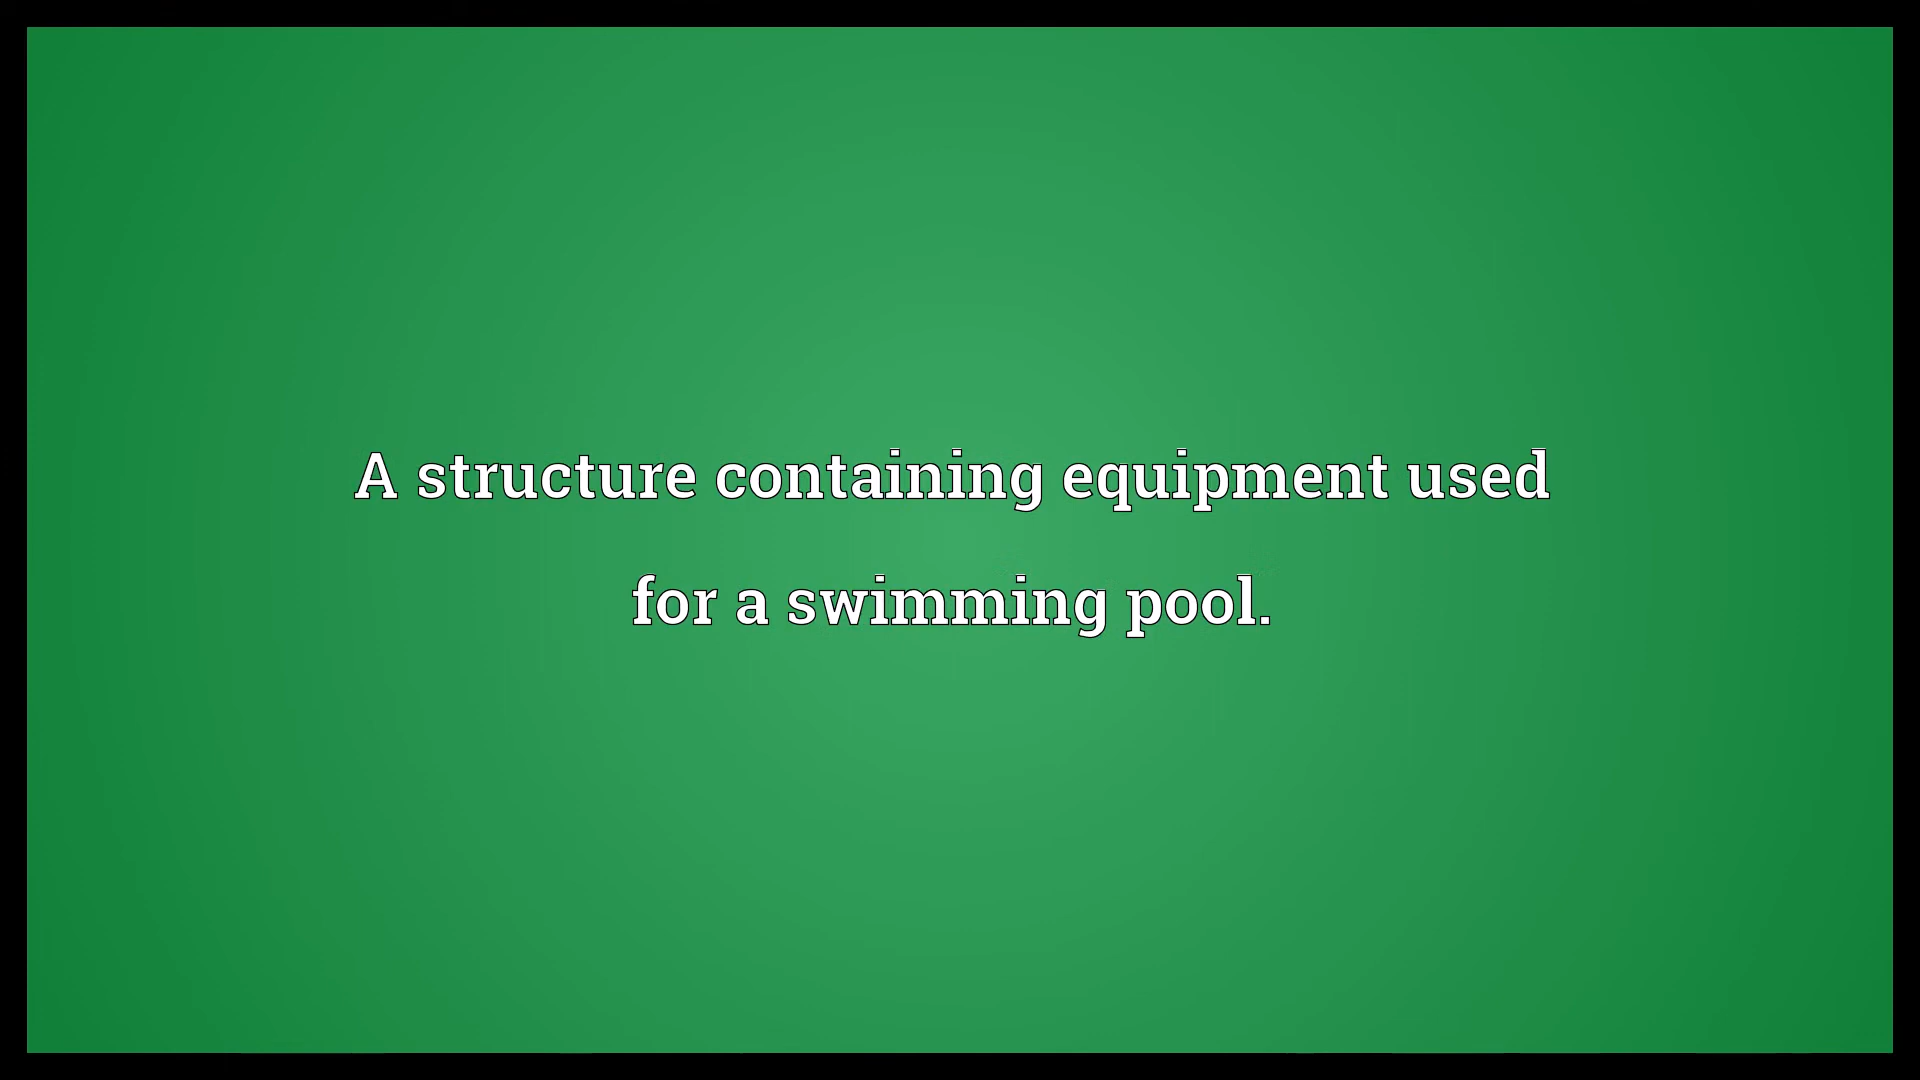 A structure containing equipment used
for a swimming pool.